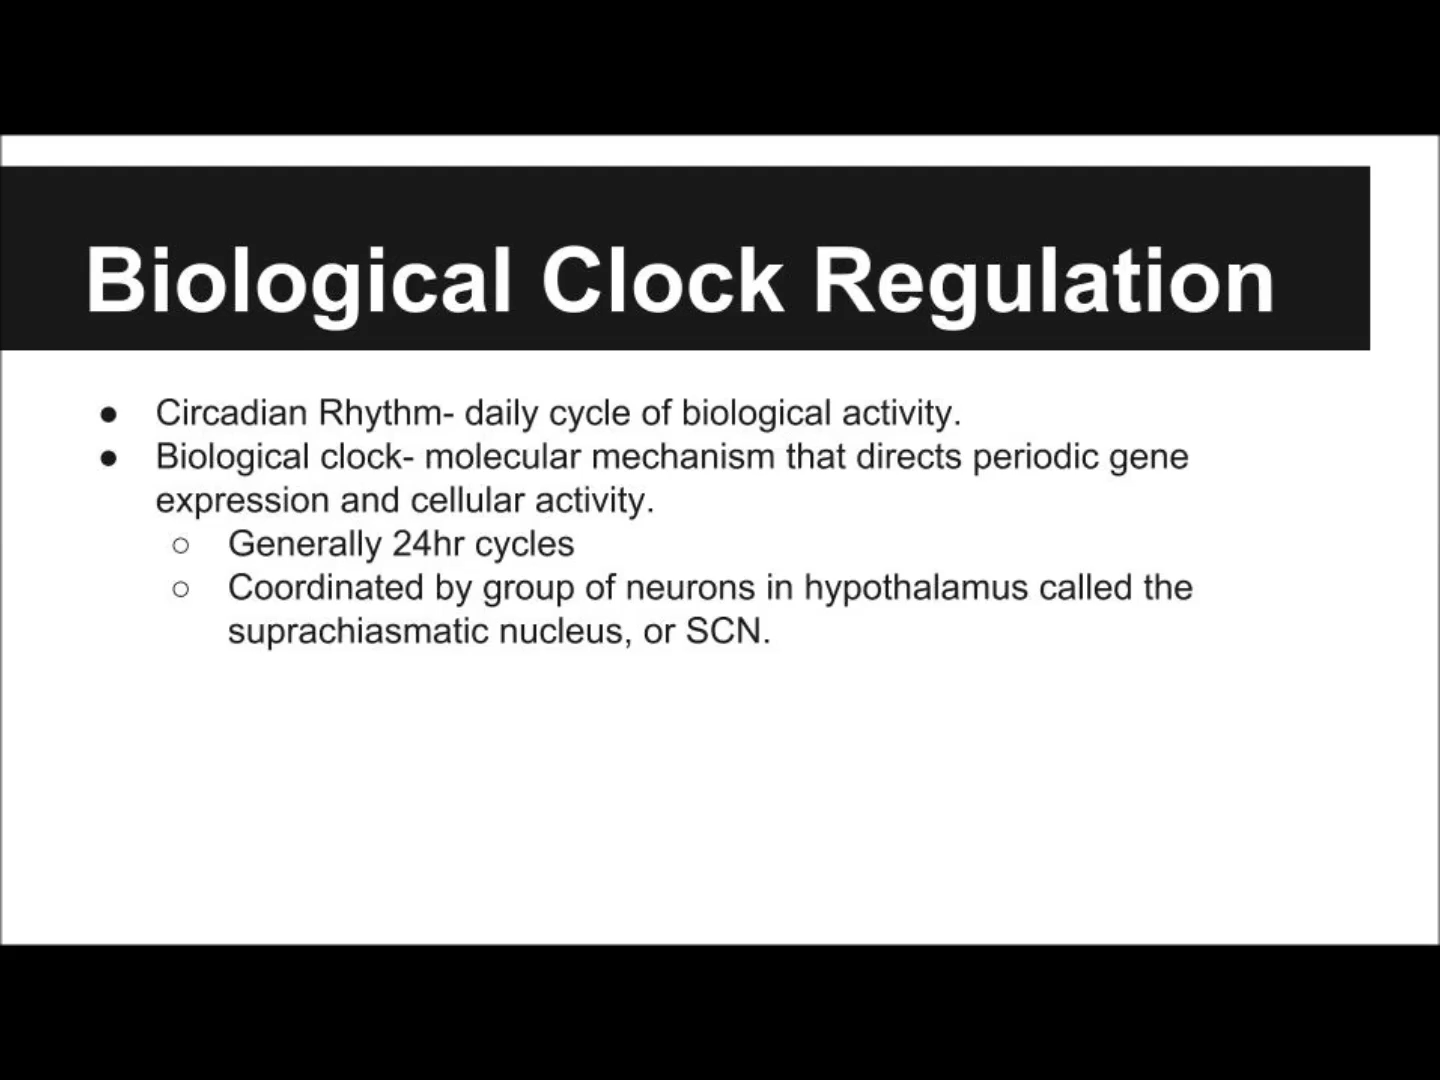 Biological Clock Regulation
● Circadian Rhythm- daily cycle of biological activity.
● Biological clock- molecular mechanism that directs periodic gene
expression and cellular activity.
○ Generally 24hr cycles
○ Coordinated by group of neurons in hypothalamus called the
suprachiasmatic nucleus, or SCN.